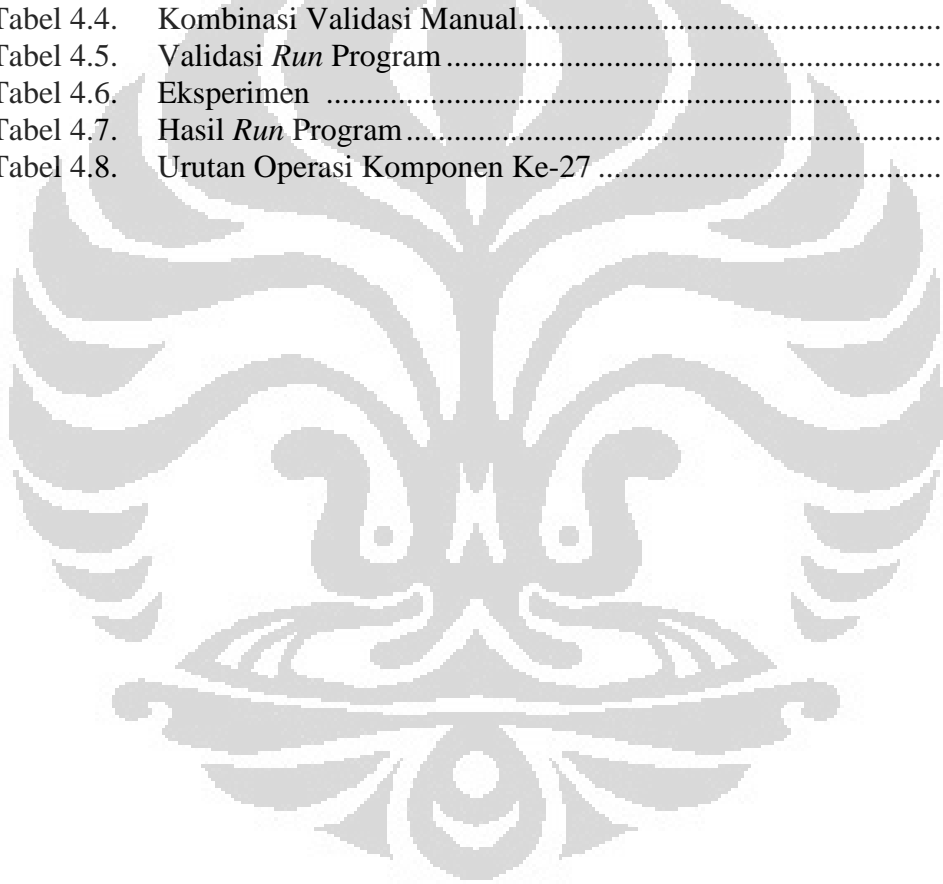 Tabel 4.4. Kombinasi Validasi Manual..........................................................
Tabel 4.5. Validasi Run Program..................................................................
Tabel 4.6. Eksperimen ..................................................................................
Tabel 4.7. Hasil Run Program........................................................................
Tabel 4.8. Urutan Operasi Komponen Ke-27 ..............................................